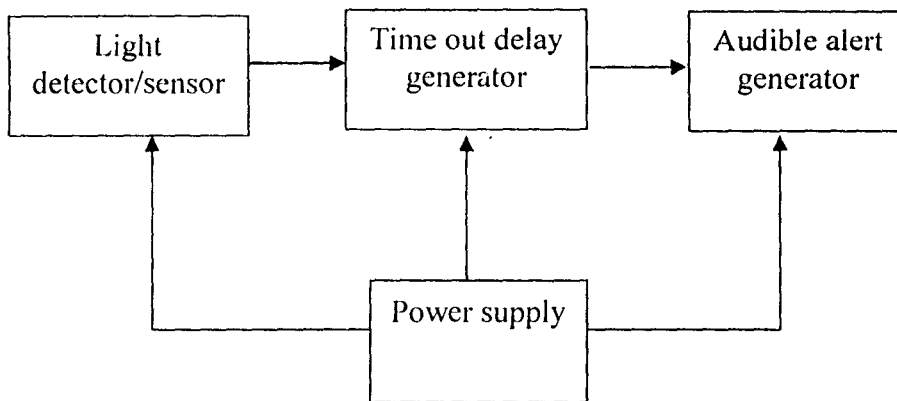 Light
detector/sensor
Time out delay
generator
Audible alert
generator
Power supply